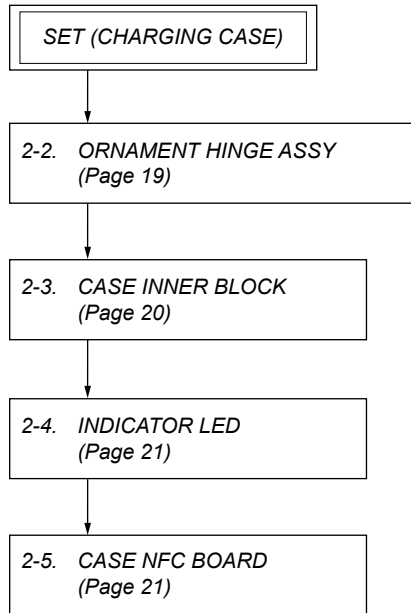 SET (CHARGING CASE)
2-2. ORNAMENT HINGE ASSY
(Page 19)
2-3. CASE INNER BLOCK
(Page 20)
2-4. INDICATOR LED
(Page 21)
2-5. CASE NFC BOARD
(Page 21)